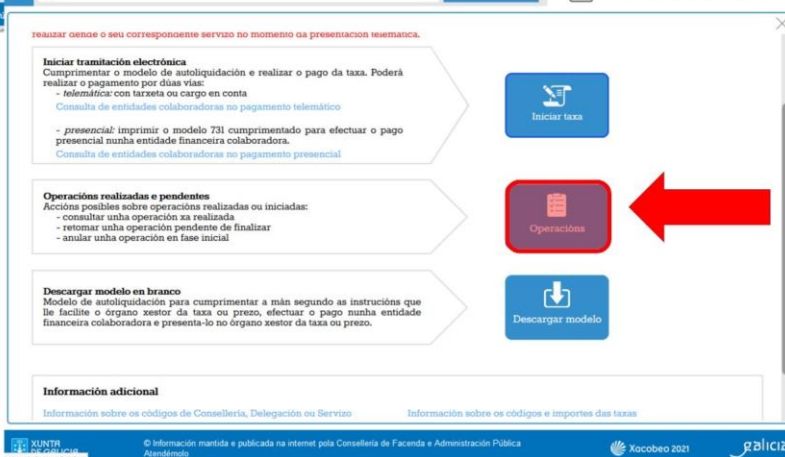 realizar dende o seu correspondente servizo no momento da presentación telemática.
Iniciar tramitación electrónica
Cumprimentar o modelo de autoliquidación e realizar o pago da taxa. Poderá
realizar o pagamento por dúas vías:
- telemática: con tarxeta ou cargo en conta
Consulta de entidades colaboradoras no pagamento telemático
- presencial: imprimir o modelo 731 cumprimentado para efectuar o pago
presencial nunha entidade financeira colaboradora.
Consulta de entidades colaboradoras no pagamento presencial
Iniciar taxa
Operacións realizadas e pendentes
Accións posibles sobre operacións realizadas ou iniciadas:
- consultar unha operación xa realizada
- retomar unha operación pendente de finalizar
- anular unha operación en fase inicial
Operacións
Descargar modelo en branco
Modelo de autoliquidación para cumprimentar a mán segundo as instrucións que
lle facilite o órgano xestor da taxa ou prezo, efectuar o pago nunha entidade
financeira colaboradora e presenta-lo no órgano xestor da taxa ou prezo.
Descargar modelo
Información adicional
Información sobre os códigos de Consellería, Delegación ou Servizo
Información sobre os códigos e importes das taxas
XUNTA
DE GALICIA
© Información mantida e publicada na internet pola Consellería de Facenda e Administración Pública
Atendémolo
Xacobeo 2021
galicia